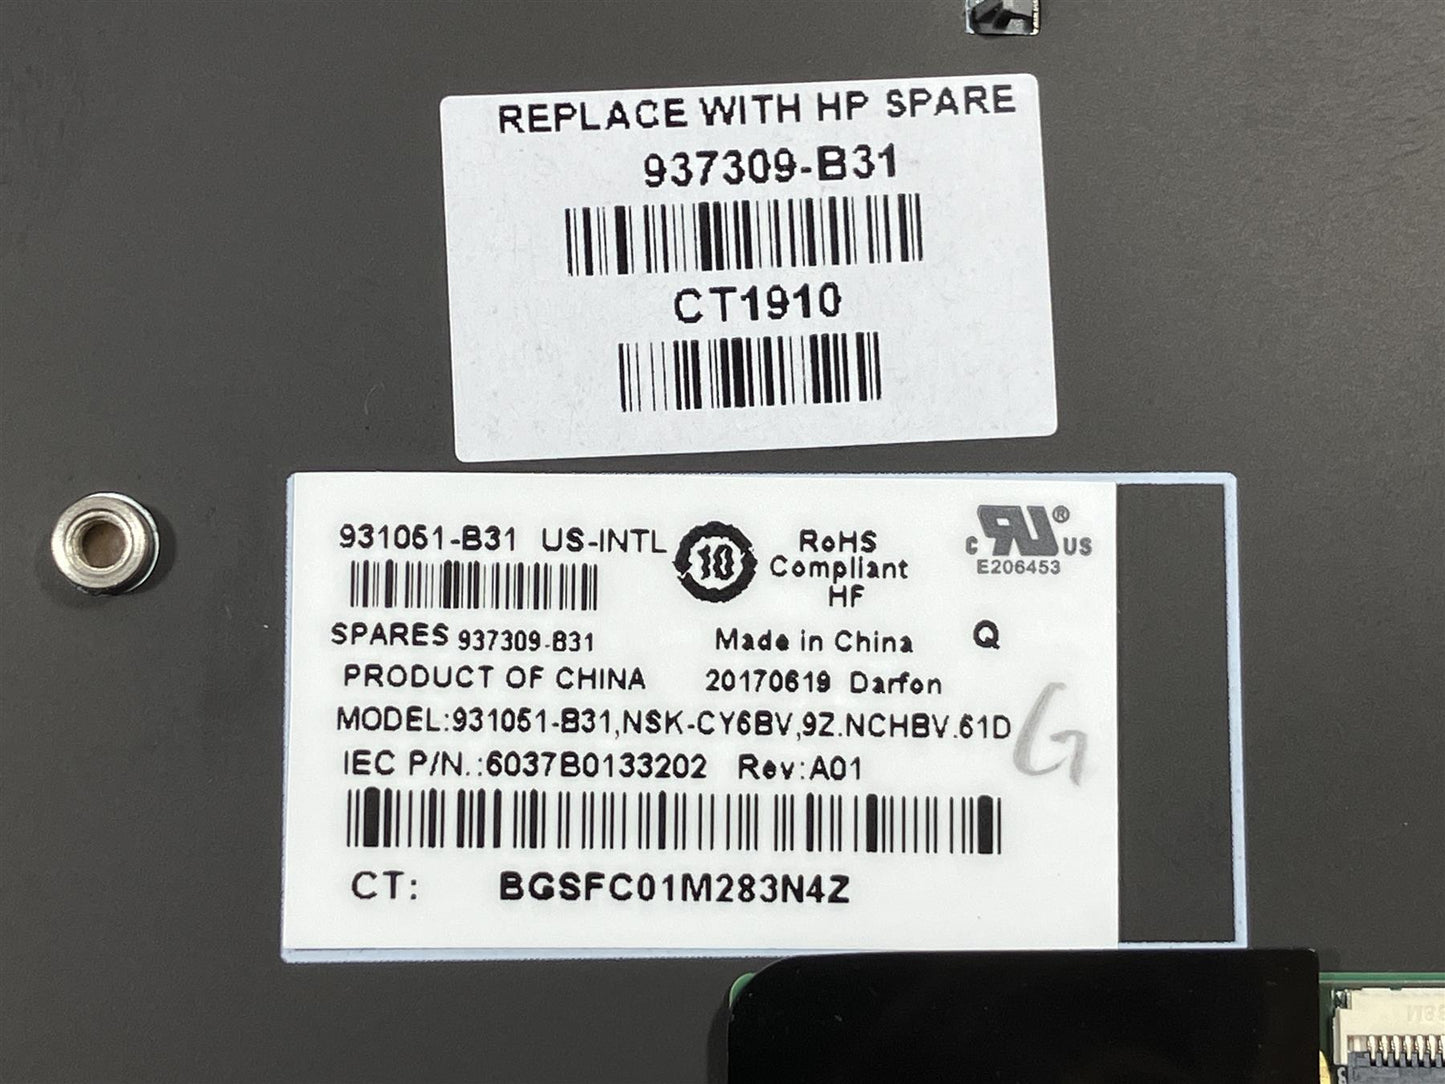 REPLACE WITH HP SPARE
937309-B31
CT1910
931051-B31 US-INTL
10
RoHS
Compliant
HF
c RU ® US
E206453
SPARES 937309-B31
Made in China
Q
PRODUCT OF CHINA
20170619 Darfon
MODEL:931051-B31,NSK-CY6BV,9Z.NCHBV.61D
G
IEC P/N.:6037B0133202 Rev:A01
CT: BGSFC01M283N4Z